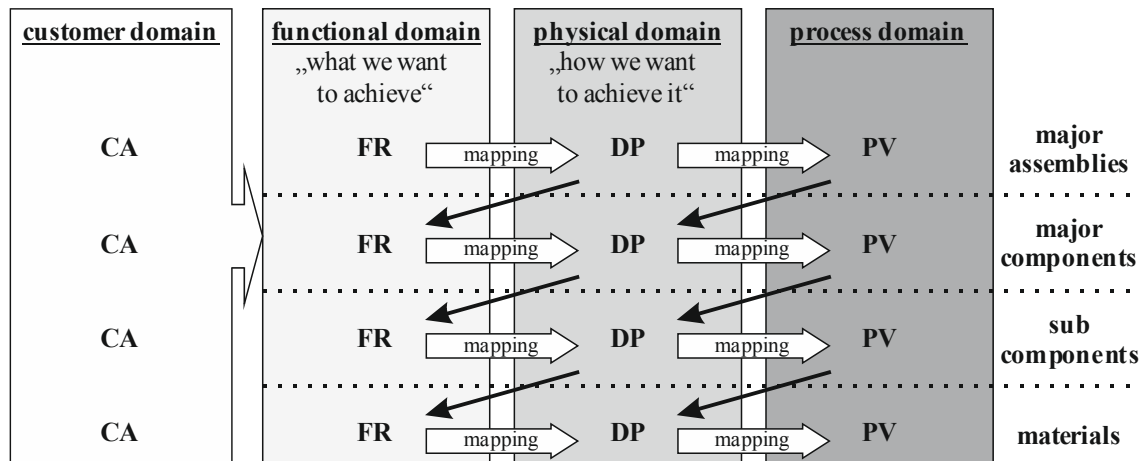 customer domain
functional domain
physical domain
process domain
„what we want
to achieve“
„how we want
to achieve it“
CA
FR
mapping
DP
mapping
PV
major
assemblies
CA
FR
mapping
DP
mapping
PV
major
components
CA
FR
mapping
DP
mapping
PV
sub
components
CA
FR
mapping
DP
mapping
PV
materials